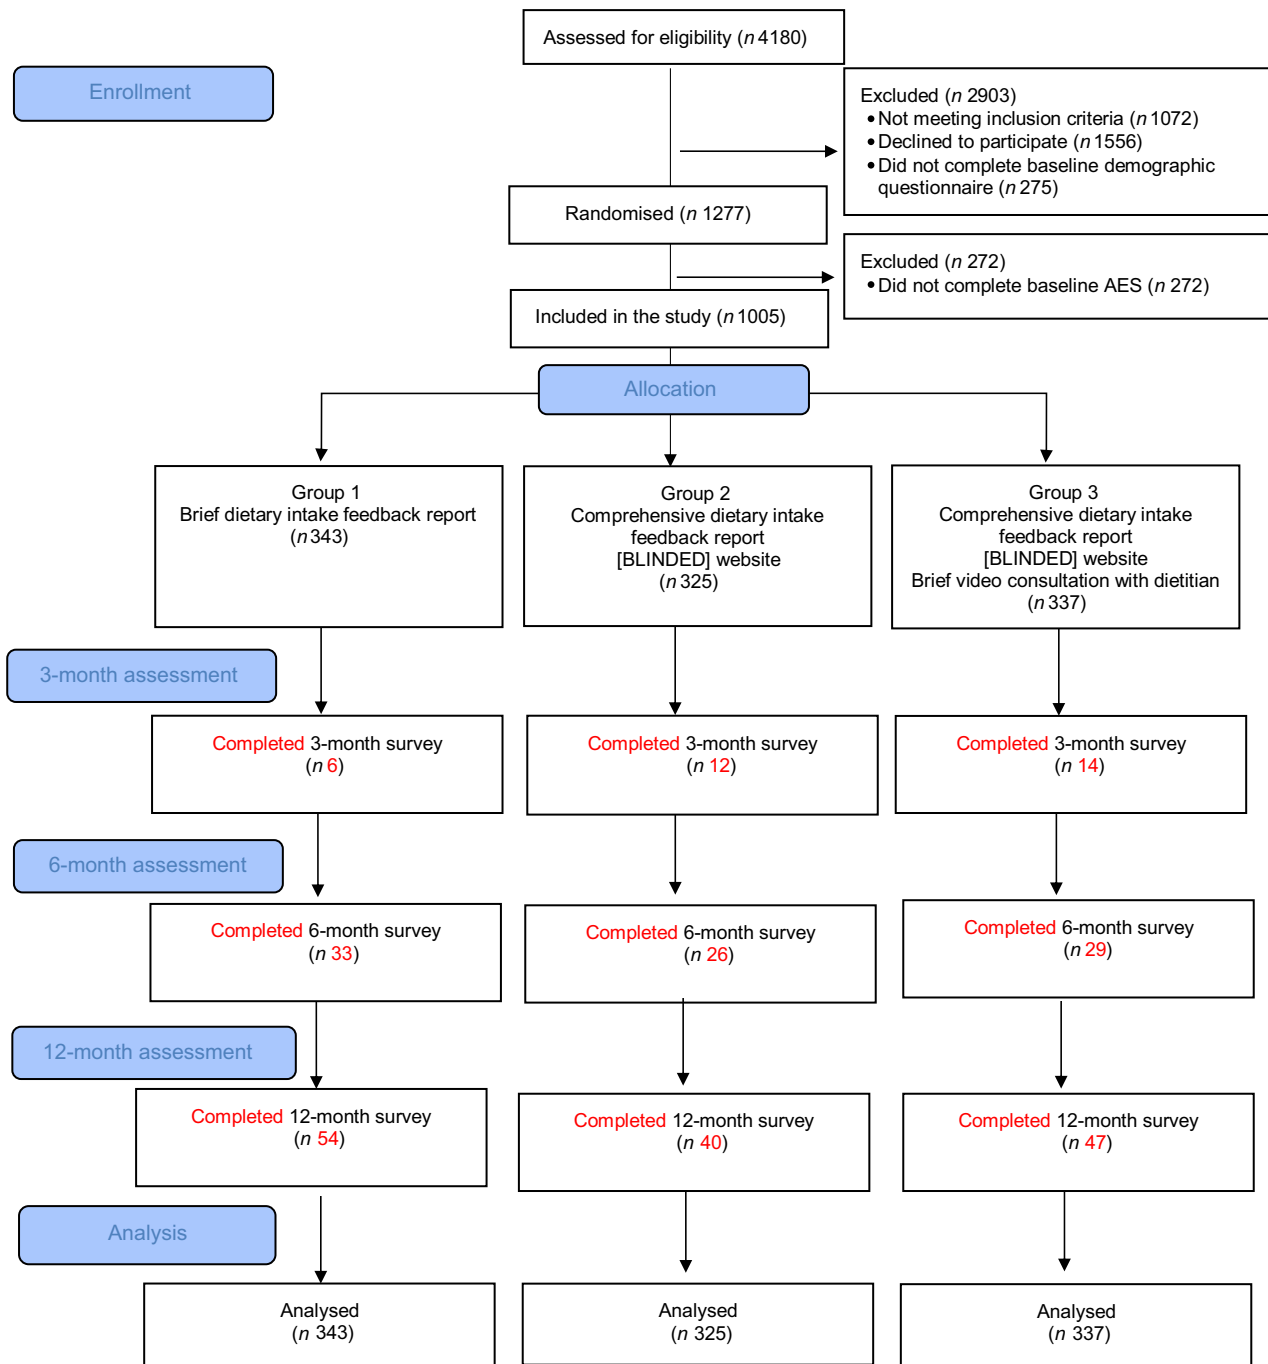 Assessed for eligibility (n 4180)
Enrollment
Excluded (n 2903)
• Not meeting inclusion criteria (n 1072)
• Declined to participate (n 1556)
• Did not complete baseline demographic
questionnaire (n 275)
Randomised (n 1277)
Excluded (n 272)
• Did not complete baseline AES (n 272)
Included in the study (n 1005)
Allocation
Group 1
Brief dietary intake feedback report
(n 343)
Group 2
Comprehensive dietary intake
feedback report
[BLINDED] website
(n 325)
Group 3
Comprehensive dietary intake
feedback report
[BLINDED] website
Brief video consultation with dietitian
(n 337)
3-month assessment
Completed 3-month survey
(n 6)
Completed 3-month survey
(n 12)
Completed 3-month survey
(n 14)
6-month assessment
Completed 6-month survey
(n 33)
Completed 6-month survey
(n 26)
Completed 6-month survey
(n 29)
12-month assessment
Completed 12-month survey
(n 54)
Completed 12-month survey
(n 40)
Completed 12-month survey
(n 47)
Analysis
Analysed
(n 343)
Analysed
(n 325)
Analysed
(n 337)